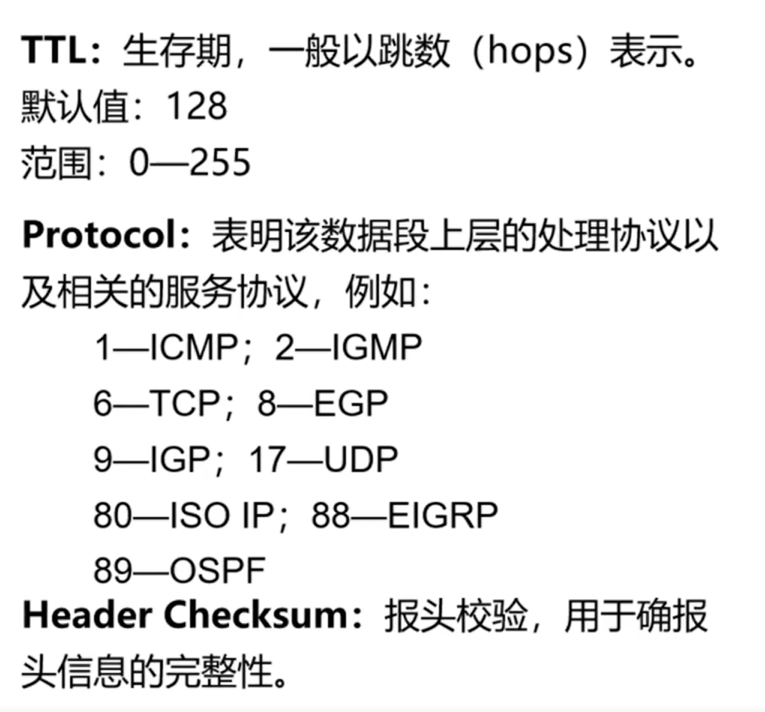 TTL：生存期，一般以跳数（hops）表示。
默认值：128
范围：0—255
Protocol：表明该数据段上层的处理协议以
及相关的服务协议，例如：
1—ICMP；2—IGMP
6—TCP；8—EGP
9—IGP；17—UDP
80—ISO IP；88—EIGRP
89—OSPF
Header Checksum：报头校验，用于确报
头信息的完整性。